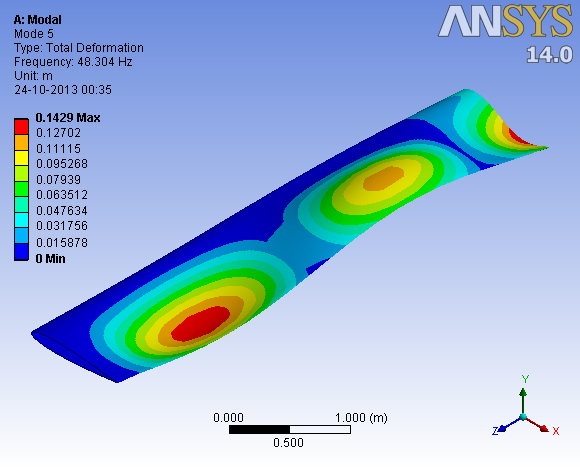 A: Modal
Mode 5
Type: Total Deformation
Frequency: 48.304 Hz
Unit: m
24-10-2013 00:35
ANSYS
14.0
0.1429 Max
0.12702
0.11115
0.095268
0.07939
0.063512
0.047634
0.031756
0.015878
0 Min
0.000
1.000 (m)
0.500
Y
Z
X